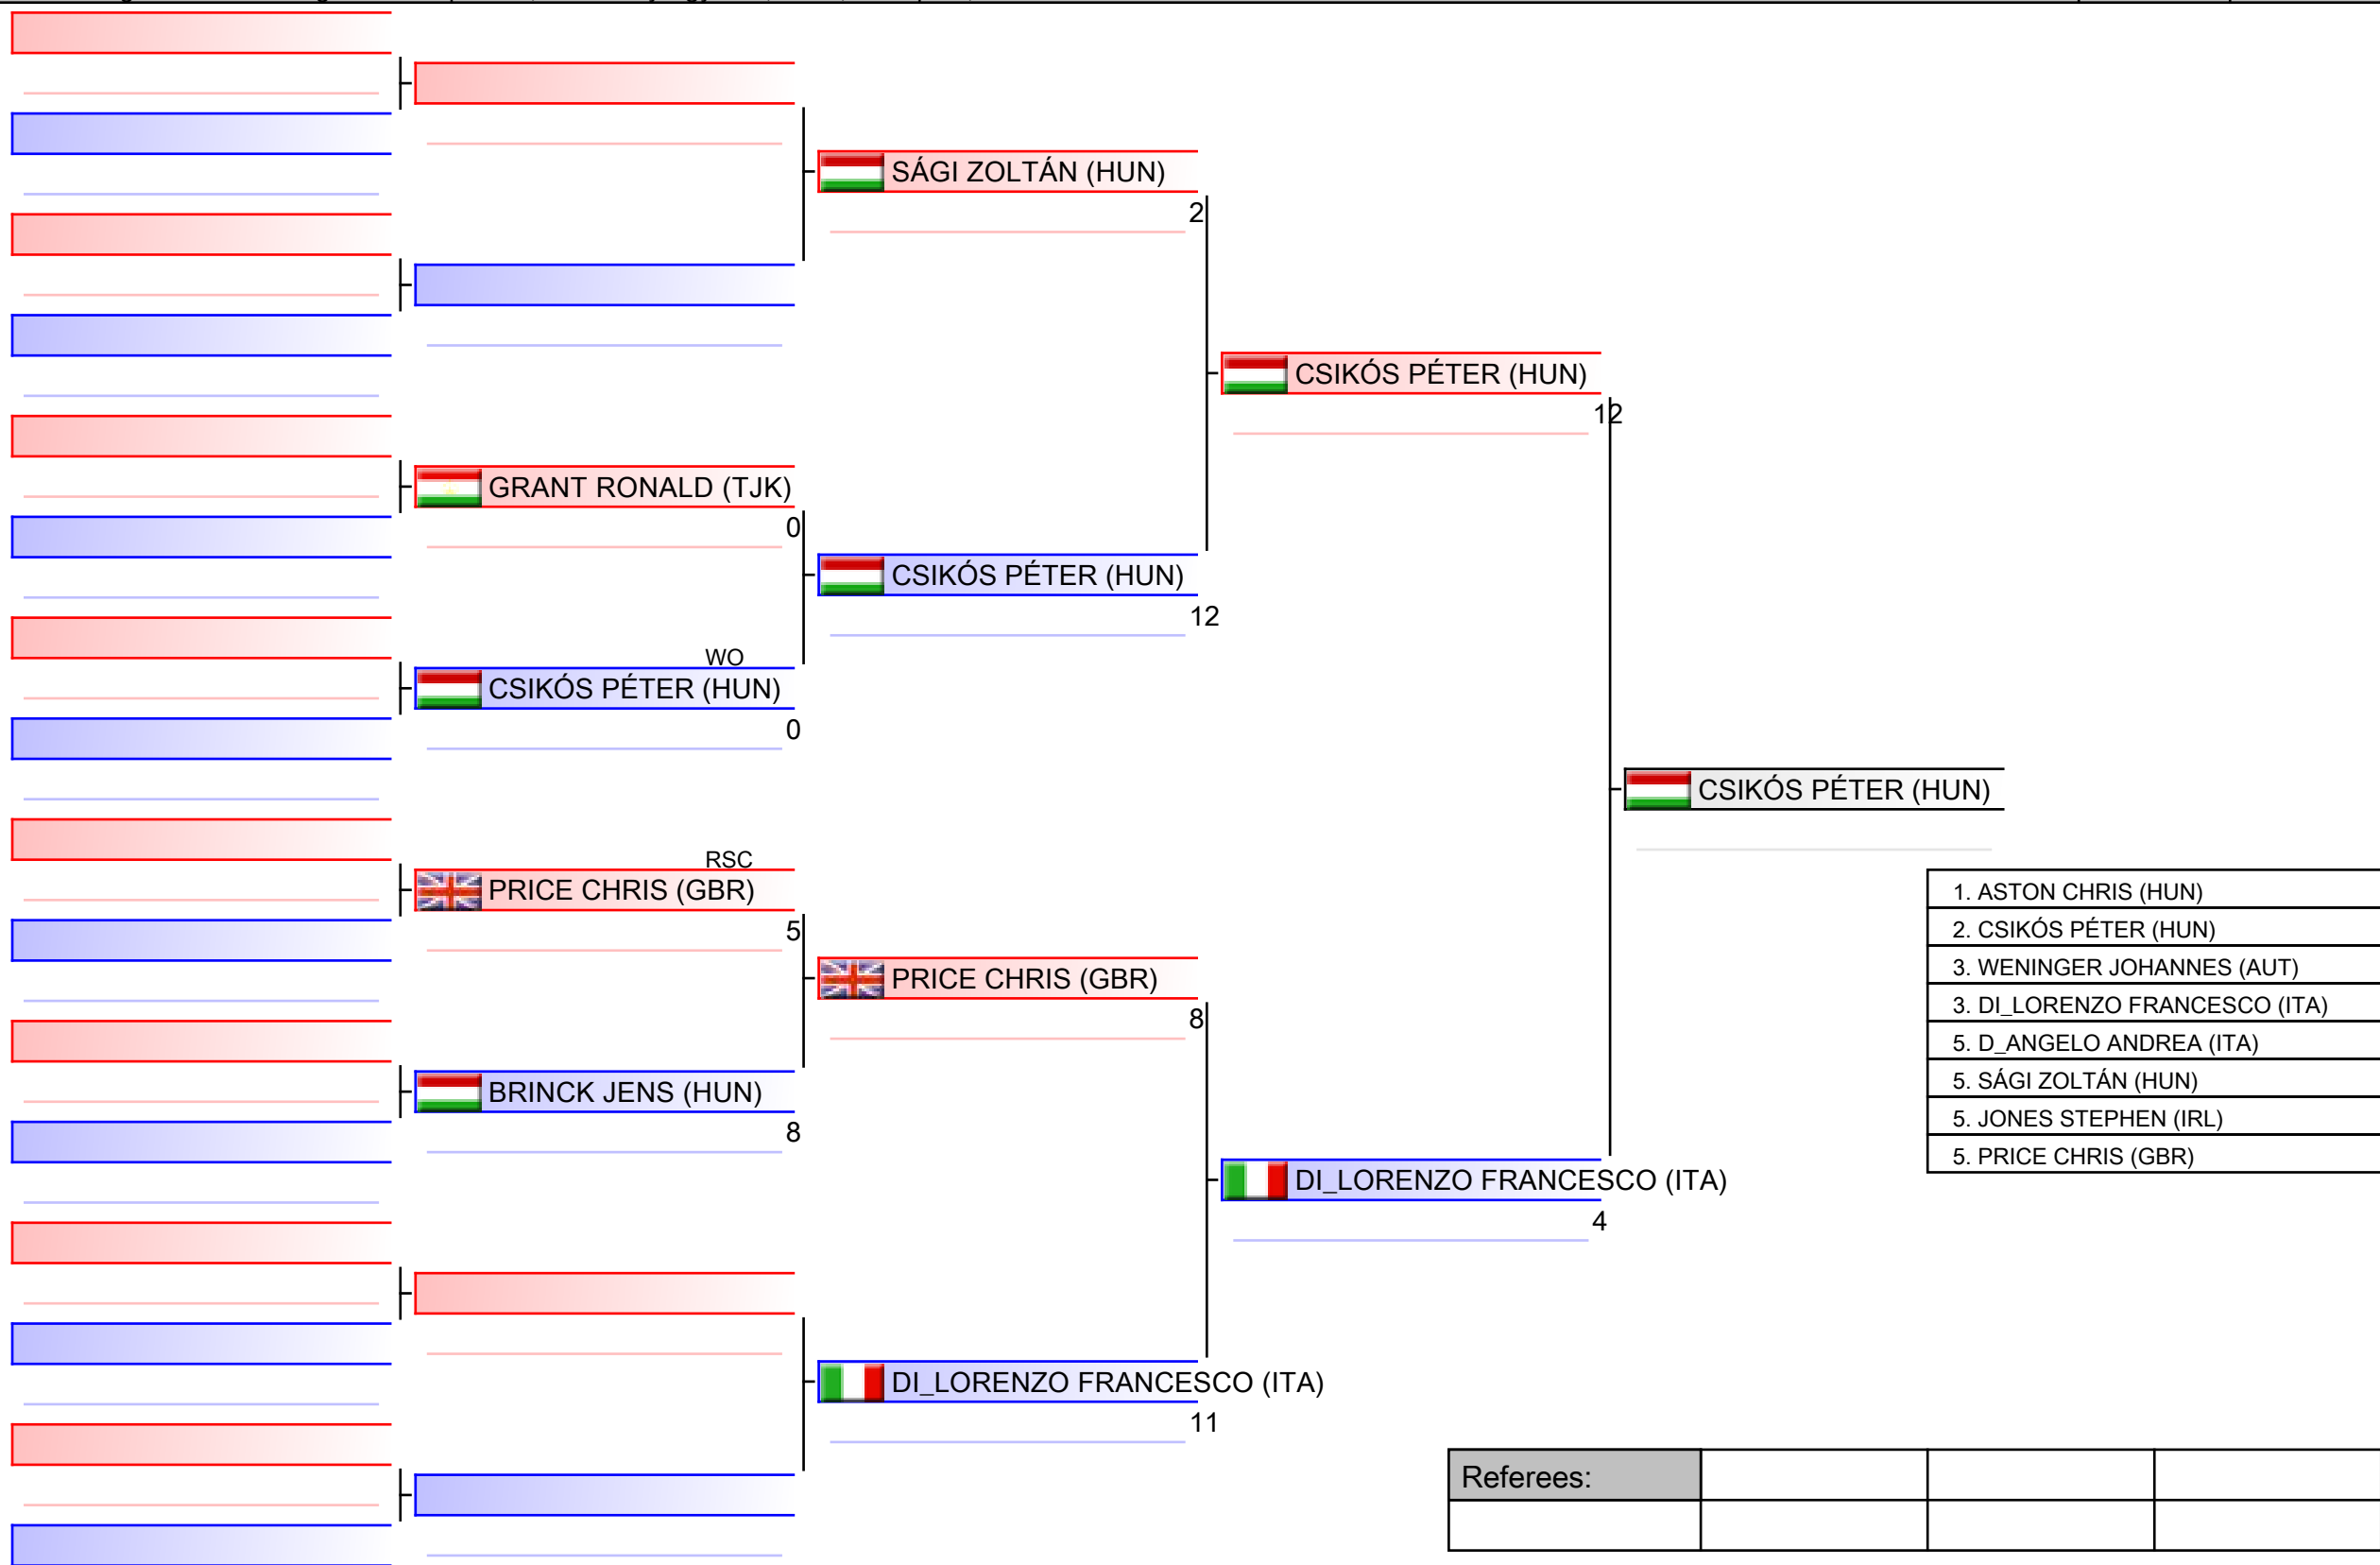 SÁGI ZOLTÁN (HUN)
2
CSIKÓS PÉTER (HUN)
12
GRANT RONALD (TJK)
0
CSIKÓS PÉTER (HUN)
12
WO
CSIKÓS PÉTER (HUN)
0
CSIKÓS PÉTER (HUN)
RSC
PRICE CHRIS (GBR)
5
PRICE CHRIS (GBR)
8
BRINCK JENS (HUN)
8
DI_LORENZO FRANCESCO (ITA)
4
DI_LORENZO FRANCESCO (ITA)
11
1. ASTON CHRIS (HUN)
2. CSIKÓS PÉTER (HUN)
3. WENINGER JOHANNES (AUT)
3. DI_LORENZO FRANCESCO (ITA)
5. D_ANGELO ANDREA (ITA)
5. SÁGI ZOLTÁN (HUN)
5. JONES STEPHEN (IRL)
5. PRICE CHRIS (GBR)
Referees: